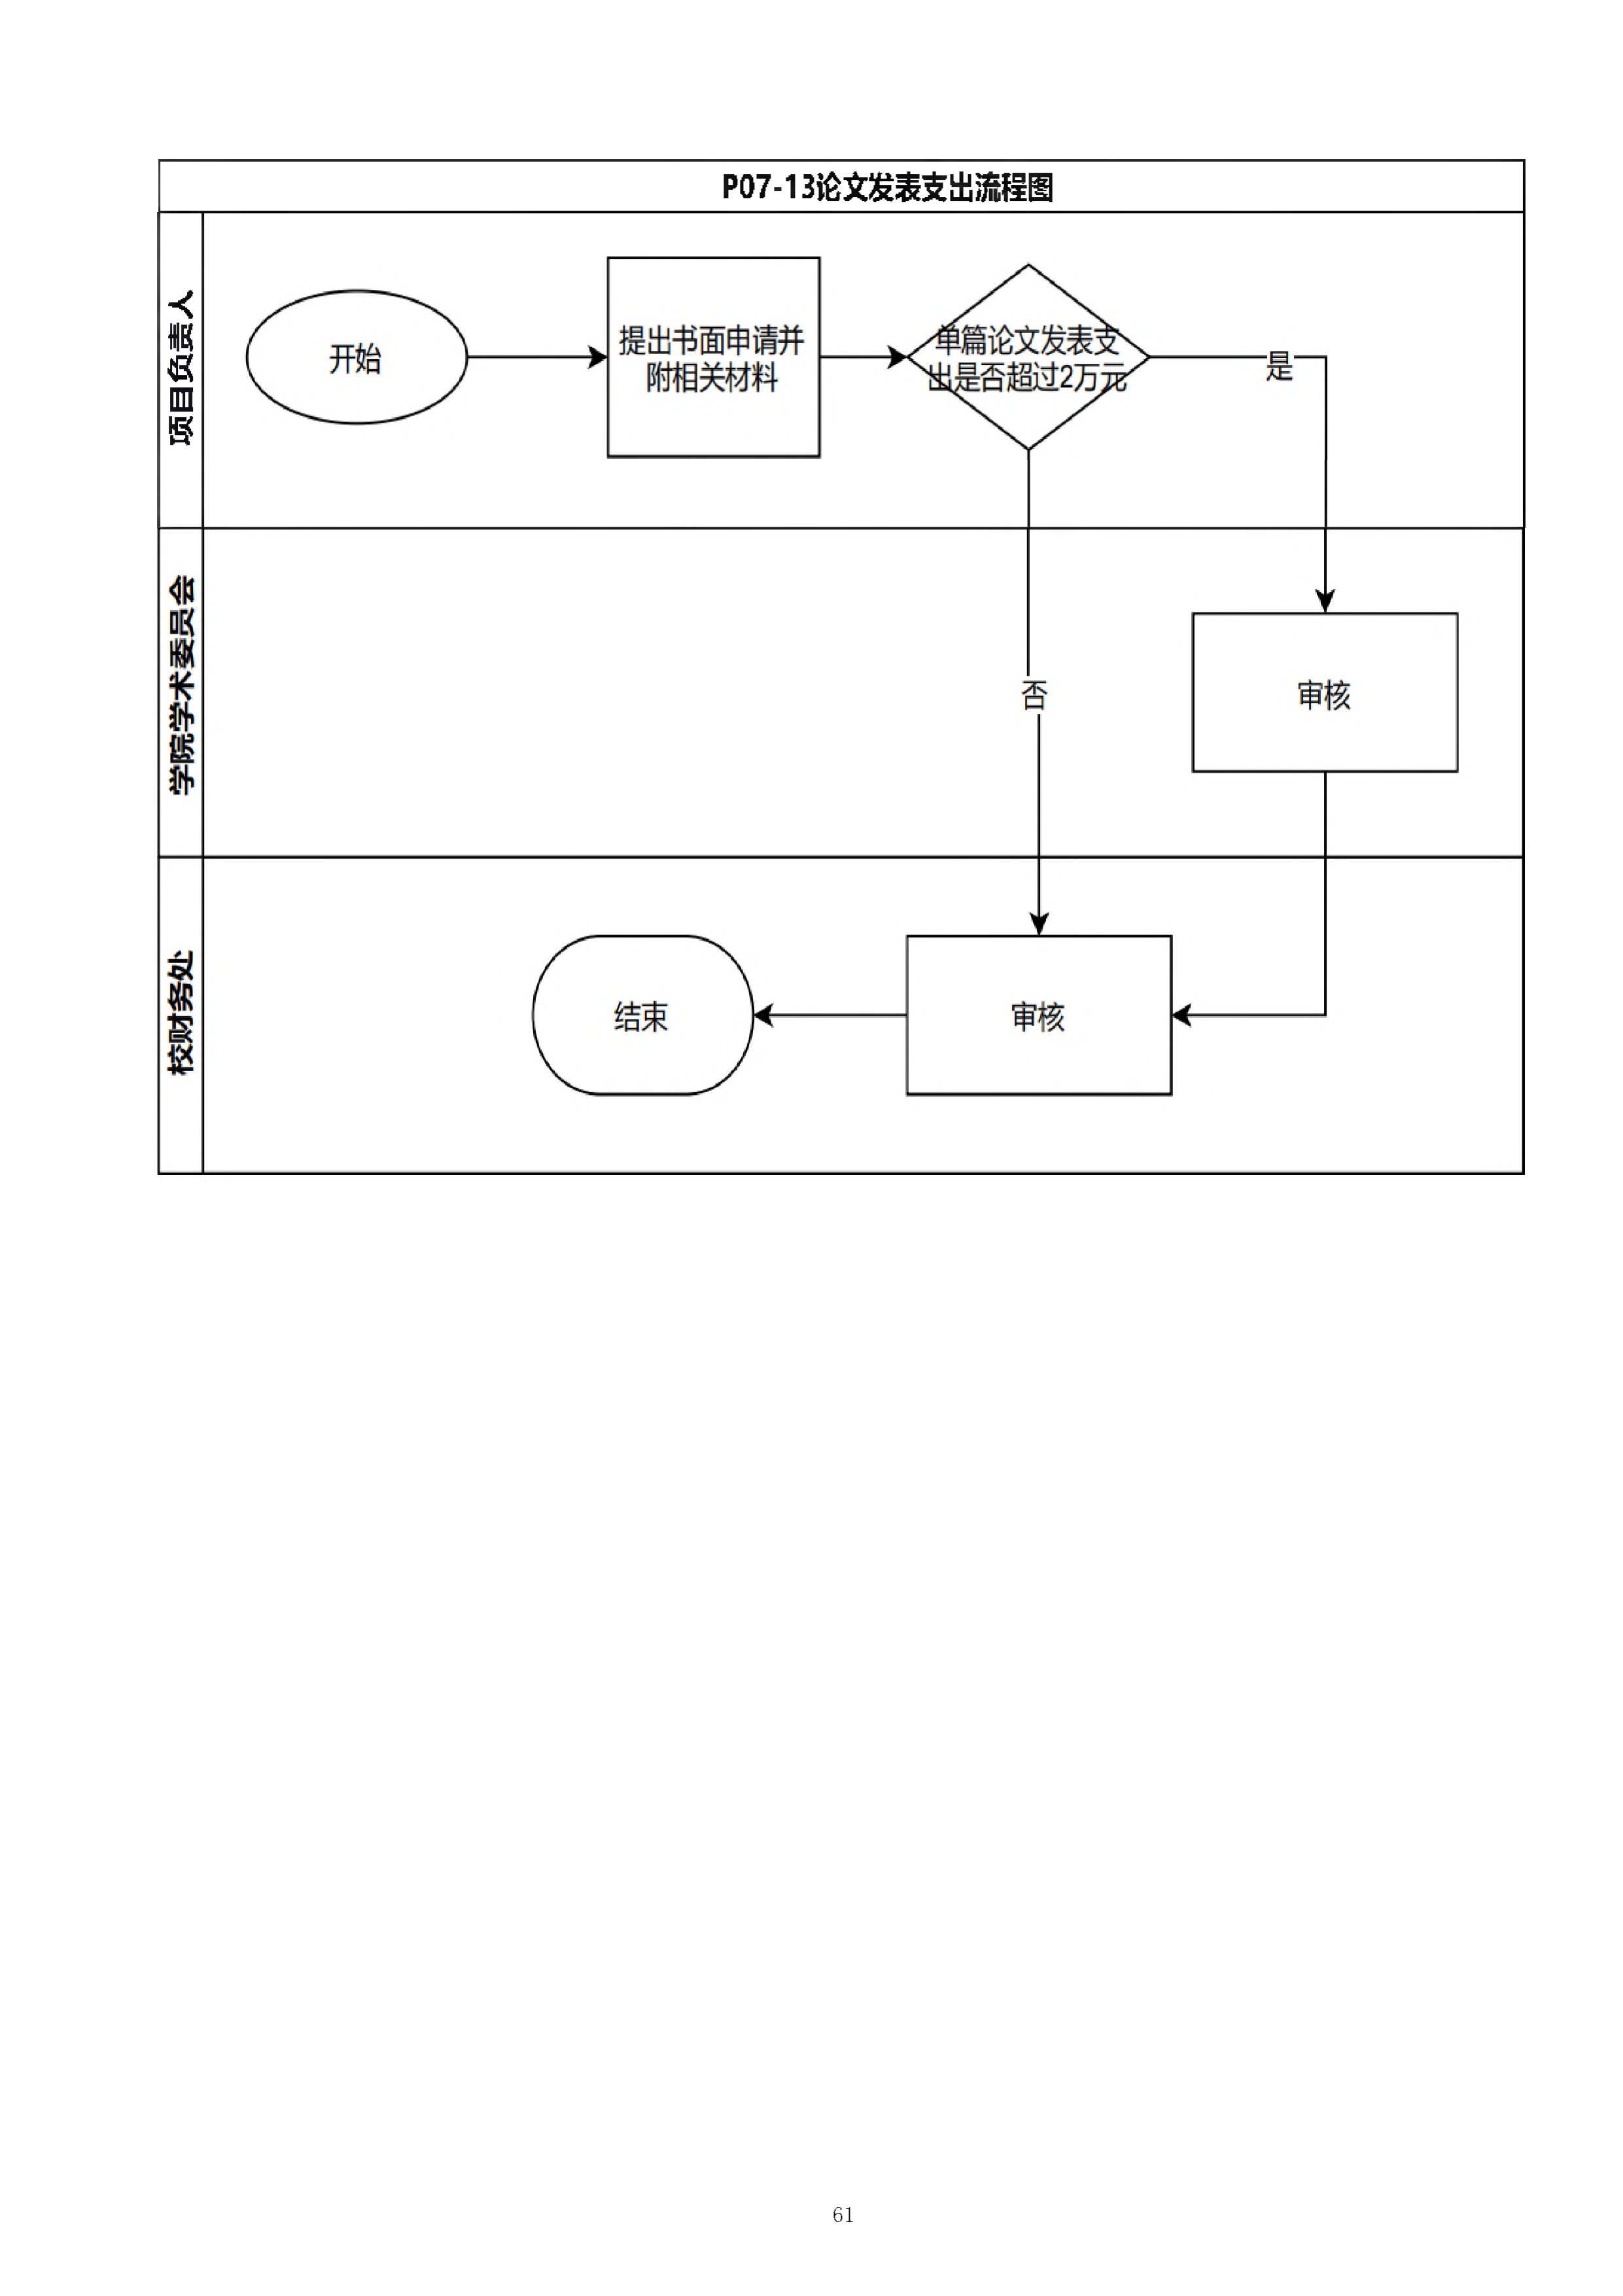 P07-13论文发表支出流程图
项目负责人
开始
提出书面申请并
附相关材料
单篇论文发表支
出是否超过2万元
是
学院学术委员会
否
审核
校财务处
结束
审核
61